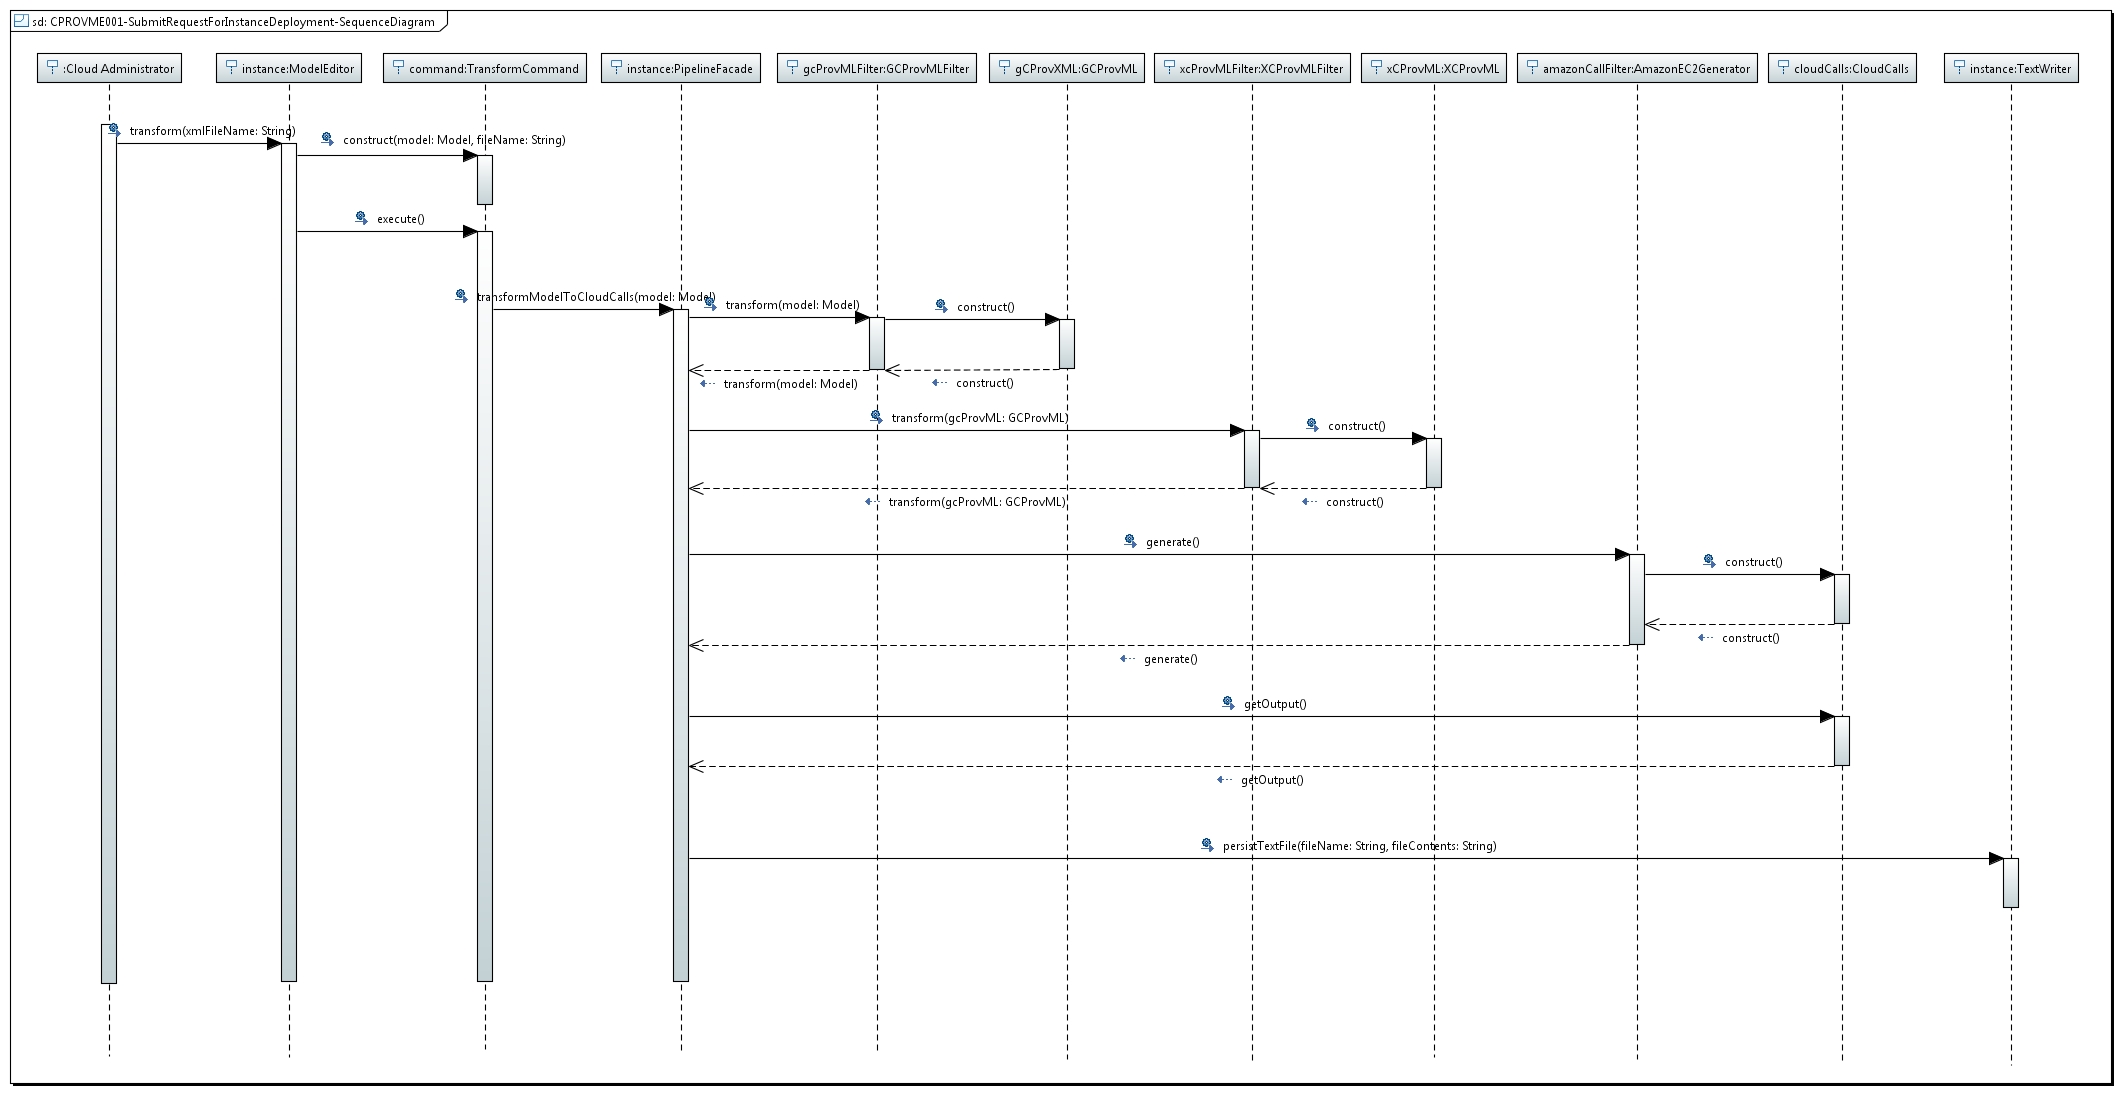 sd: CPROVME001-SubmitRequestForInstanceDeployment-SequenceDiagram
:Cloud Administrator
instance:ModelEditor
command:TransformCommand
instance:PipelineFacade
gcProvMLFilter:GCProvMLFilter
gCProvXML:GCProvML
xcProvMLFilter:XCProvMLFilter
xCProvML:XCProvML
amazonCallFilter:AmazonEC2Generator
cloudCalls:CloudCalls
instance:TextWriter
transform(xmlFileName: String)
construct(model: Model, fileName: String)
execute()
transformModelToCloudCalls(model: Model)
transform(model: Model)
construct()
transform(model: Model)
construct()
transform(gcProvML: GCProvML)
construct()
transform(gcProvML: GCProvML)
construct()
generate()
construct()
construct()
generate()
getOutput()
getOutput()
persistTextFile(fileName: String, fileContents: String)